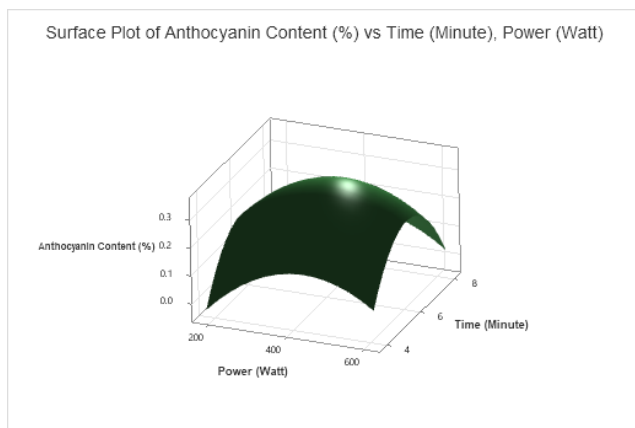 Surface Plot of Anthocyanin Content (%) vs Time (Minute), Power (Watt)
0.3
Anthocyanin Content (%)
0.2
0.1
0.0
8
6
Time (Minute)
4
200
400
600
Power (Watt)